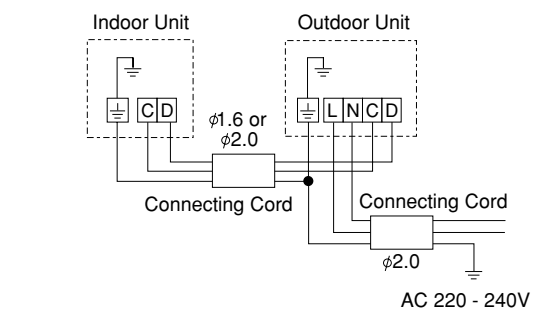 Indoor Unit
Outdoor Unit
C D
L N C D
ϕ1.6 or
ϕ2.0
Connecting Cord
Connecting Cord
ϕ2.0
AC 220 - 240V